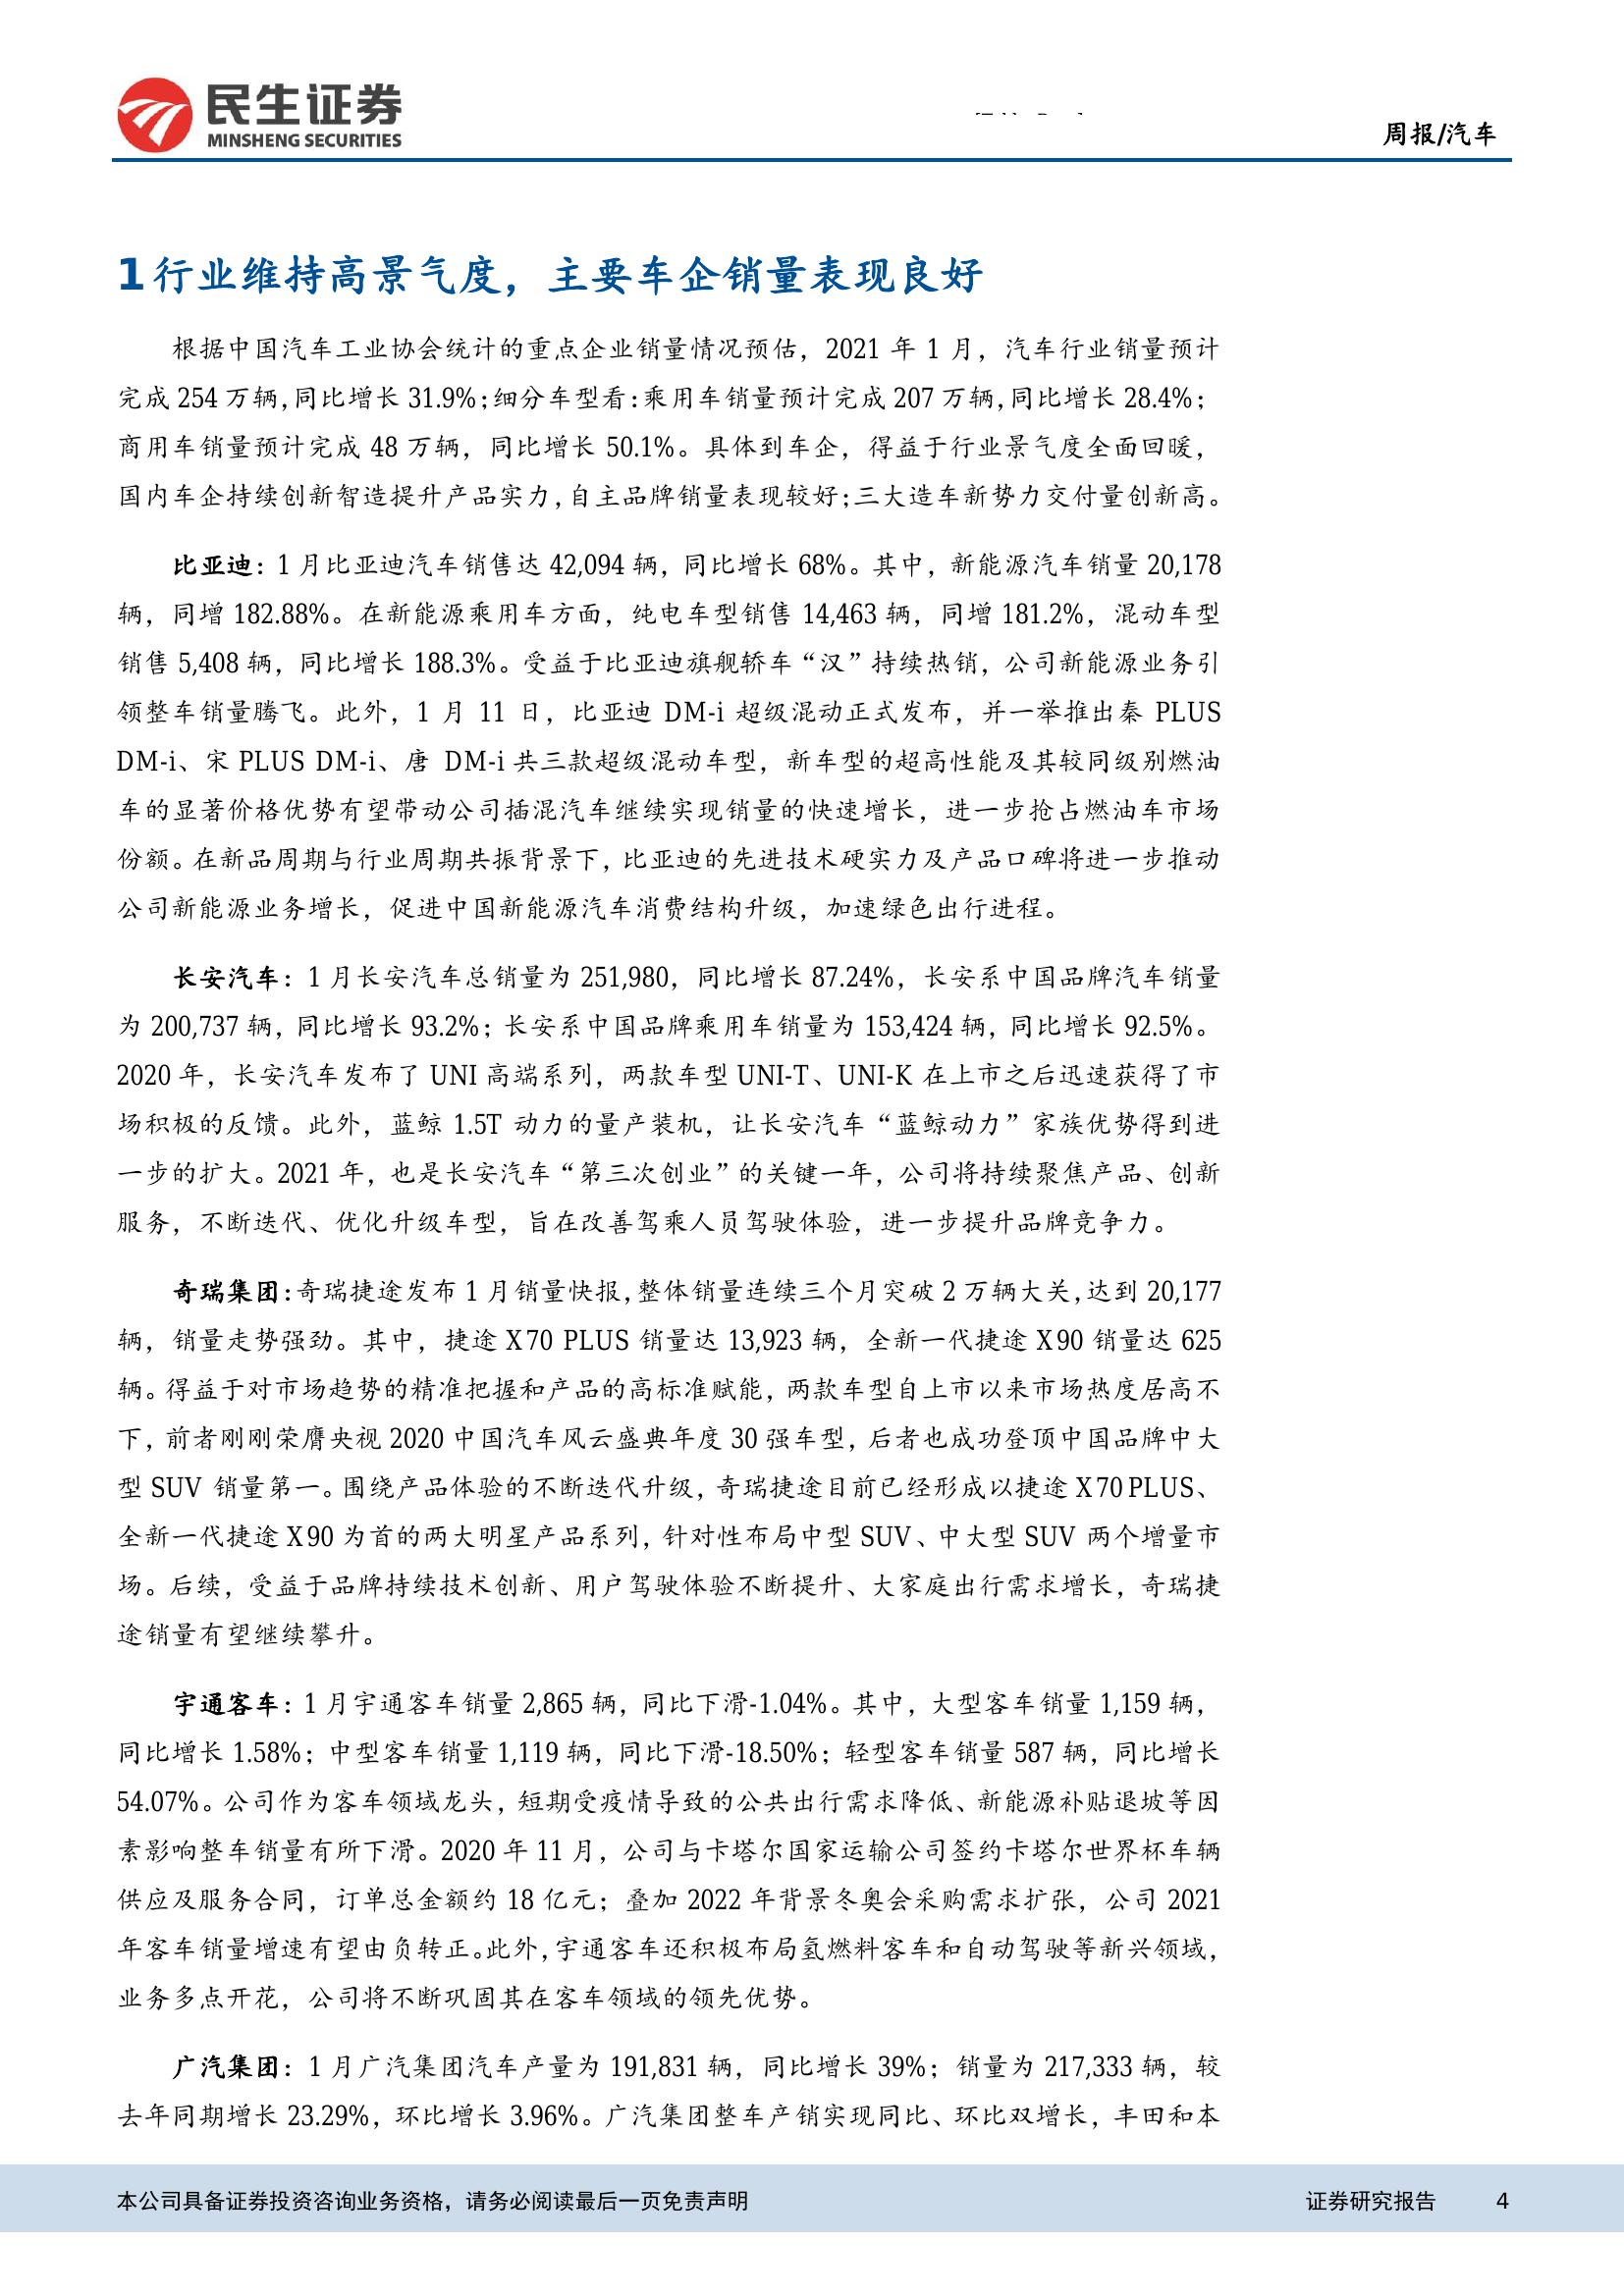 民生证券
MINSHENG SECURITIES
周报/汽车
1行业维持高景气度，主要车企销量表现良好
根据中国汽车工业协会统计的重点企业销量情况预估，2021 年 1 月，汽车行业销量预计
完成 254 万辆，同比增长 31.9%；细分车型看：乘用车销量预计完成 207 万辆，同比增长 28.4%；
商用车销量预计完成 48 万辆，同比增长 50.1%。具体到车企，得益于行业景气度全面回暖，
国内车企持续创新智造提升产品实力，自主品牌销量表现较好；三大造车新势力交付量创新高。
比亚迪：1 月比亚迪汽车销售达 42,094 辆，同比增长 68%。其中，新能源汽车销量 20,178
辆，同增 182.88%。在新能源乘用车方面，纯电车型销售 14,463 辆，同增 181.2%，混动车型
销售 5,408 辆，同比增长 188.3%。受益于比亚迪旗舰轿车“汉”持续热销，公司新能源业务引
领整车销量腾飞。此外，1 月 11 日，比亚迪 DM-i 超级混动正式发布，并一举推出秦 PLUS
DM-i、宋 PLUS DM-i、唐 DM-i 共三款超级混动车型，新车型的超高性能及其较同级别燃油
车的显著价格优势有望带动公司插混汽车继续实现销量的快速增长，进一步抢占燃油车市场
份额。在新品周期与行业周期共振背景下，比亚迪的先进技术硬实力及产品口碑将进一步推动
公司新能源业务增长，促进中国新能源汽车消费结构升级，加速绿色出行进程。
长安汽车：1 月长安汽车总销量为 251,980，同比增长 87.24%，长安系中国品牌汽车销量
为 200,737 辆，同比增长 93.2%；长安系中国品牌乘用车销量为 153,424 辆，同比增长 92.5%。
2020 年，长安汽车发布了 UNI 高端系列，两款车型 UNI-T、UNI-K 在上市之后迅速获得了市
场积极的反馈。此外，蓝鲸 1.5T 动力的量产装机，让长安汽车“蓝鲸动力”家族优势得到进
一步的扩大。2021 年，也是长安汽车“第三次创业”的关键一年，公司将持续聚焦产品、创新
服务，不断迭代、优化升级车型，旨在改善驾乘人员驾驶体验，进一步提升品牌竞争力。
奇瑞集团：奇瑞捷途发布 1 月销量快报，整体销量连续三个月突破 2 万辆大关，达到 20,177
辆，销量走势强劲。其中，捷途 X70 PLUS 销量达 13,923 辆，全新一代捷途 X90 销量达 625
辆。得益于对市场趋势的精准把握和产品的高标准赋能，两款车型自上市以来市场热度居高不
下，前者刚刚荣膺央视 2020 中国汽车风云盛典年度 30 强车型，后者也成功登顶中国品牌中大
型 SUV 销量第一。围绕产品体验的不断迭代升级，奇瑞捷途目前已经形成以捷途 X70 PLUS、
全新一代捷途 X90 为首的两大明星产品系列，针对性布局中型 SUV、中大型 SUV 两个增量市
场。后续，受益于品牌持续技术创新、用户驾驶体验不断提升、大家庭出行需求增长，奇瑞捷
途销量有望继续攀升。
宇通客车：1 月宇通客车销量 2,865 辆，同比下滑-1.04%。其中，大型客车销量 1,159 辆，
同比增长 1.58%；中型客车销量 1,119 辆，同比下滑-18.50%；轻型客车销量 587 辆，同比增长
54.07%。公司作为客车领域龙头，短期受疫情导致的公共出行需求降低、新能源补贴退坡等因
素影响整车销量有所下滑。2020 年 11 月，公司与卡塔尔国家运输公司签约卡塔尔世界杯车辆
供应及服务合同，订单总金额约 18 亿元；叠加 2022 年背景冬奥会采购需求扩张，公司 2021
年客车销量增速有望由负转正。此外，宇通客车还积极布局氢燃料客车和自动驾驶等新兴领域，
业务多点开花，公司将不断巩固其在客车领域的领先优势。
广汽集团：1 月广汽集团汽车产量为 191,831 辆，同比增长 39%；销量为 217,333 辆，较
去年同期增长 23.29%，环比增长 3.96%。广汽集团整车产销实现同比、环比双增长，丰田和本
本公司具备证券投资咨询业务资格，请务必阅读最后一页免责声明
证券研究报告 4